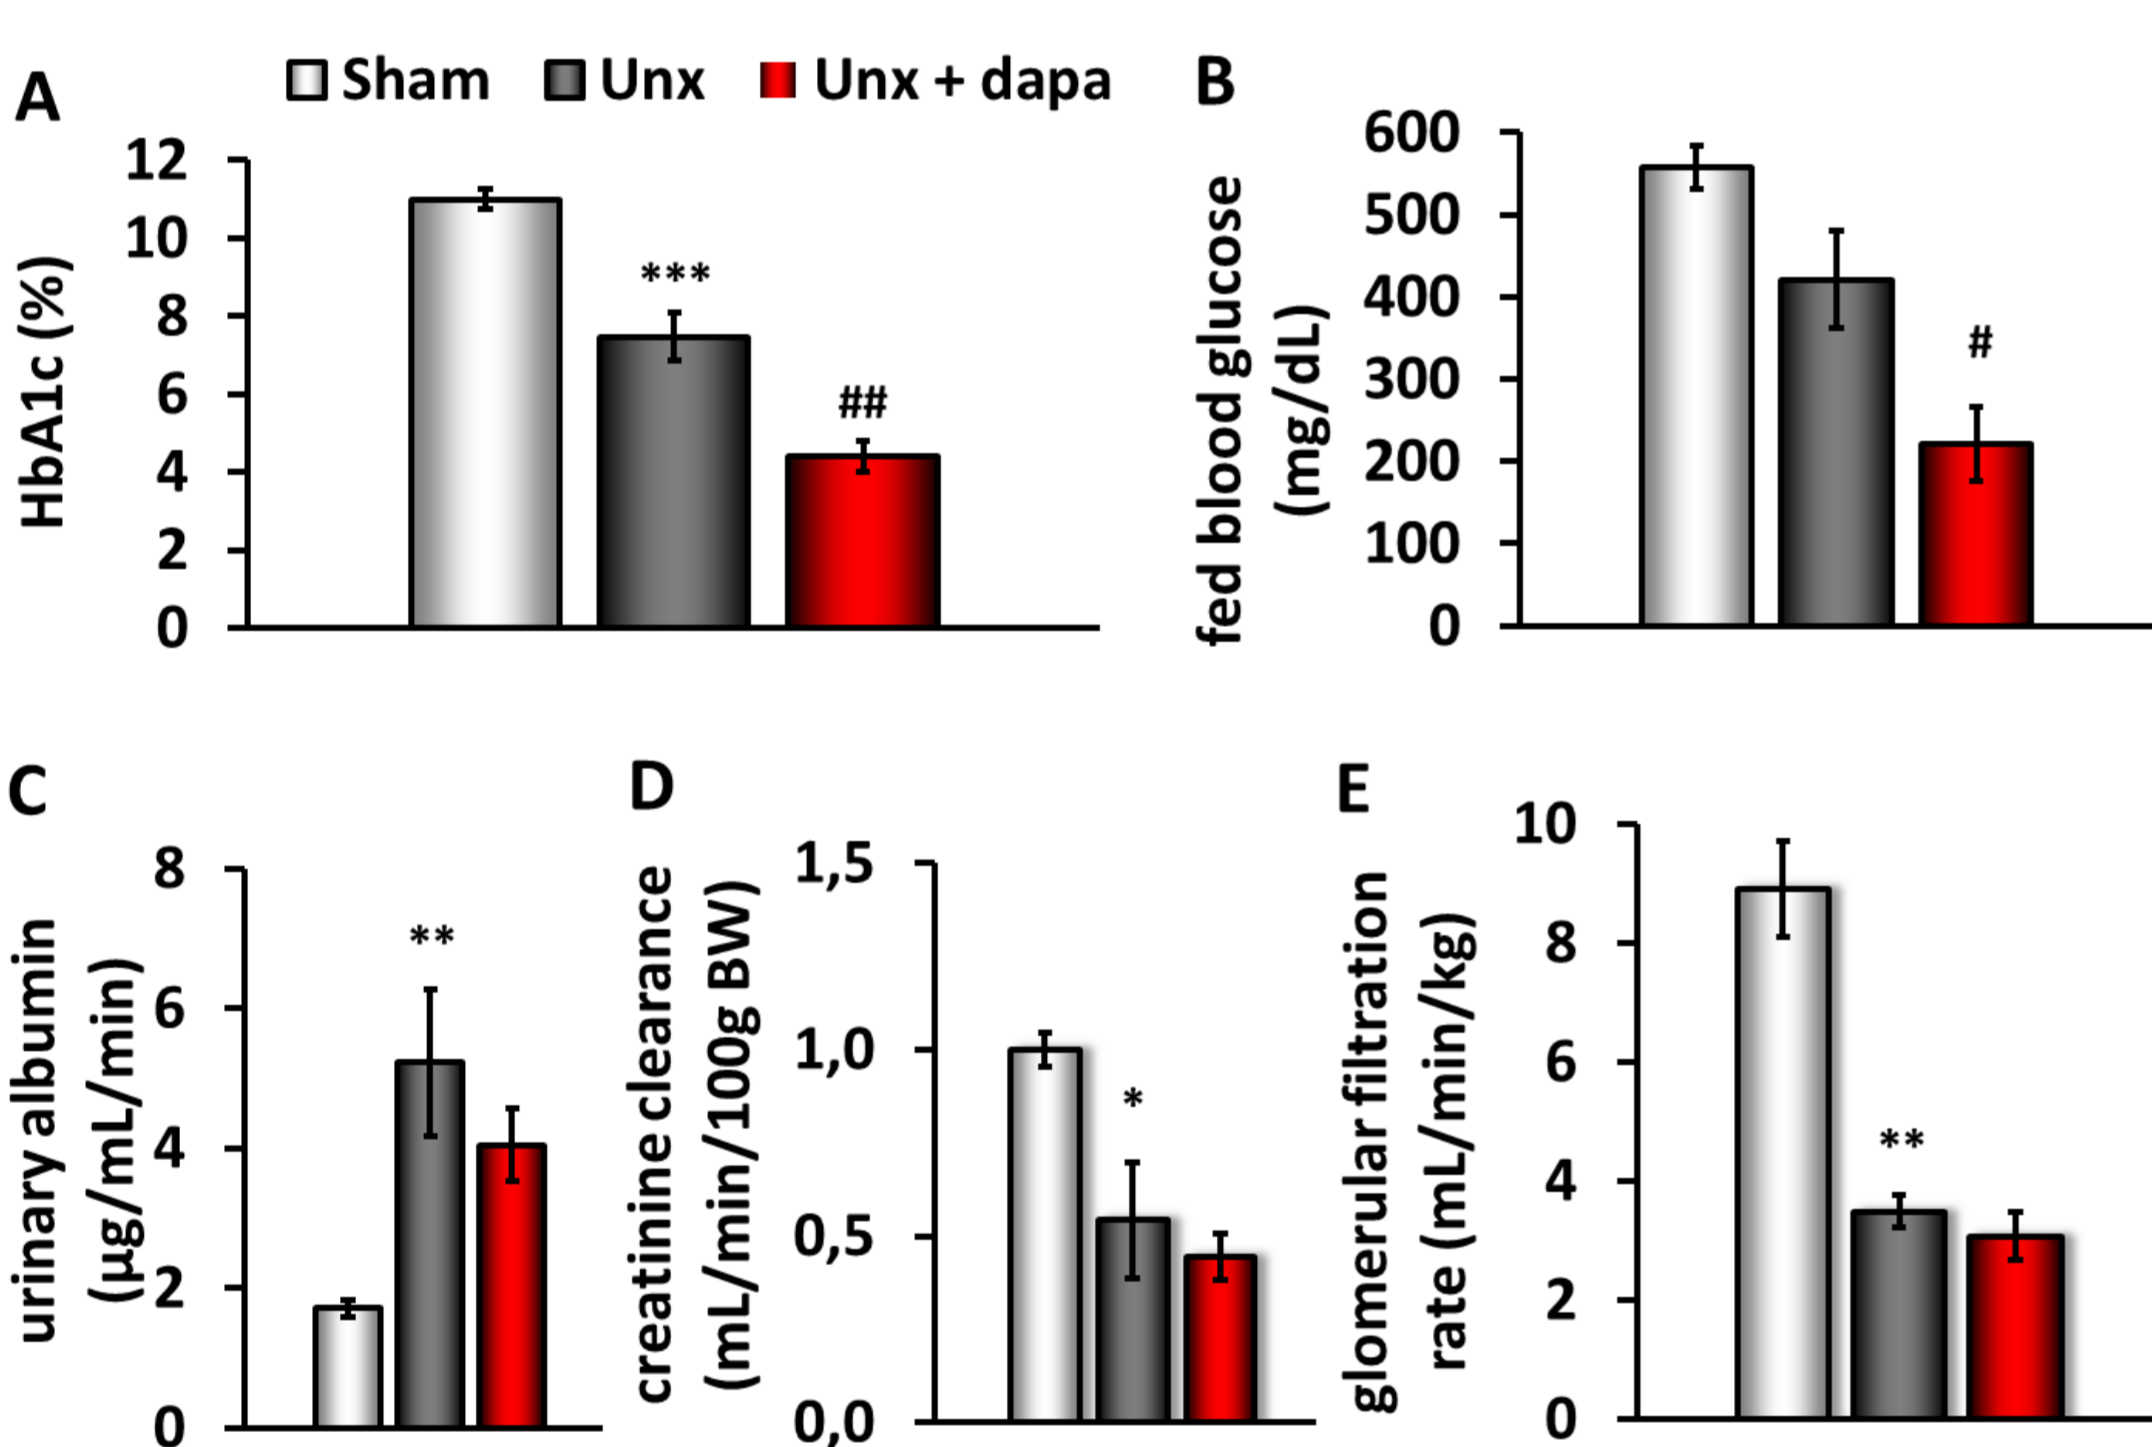 A
Sham Unx Unx + dapa
HbA1c (%)
12
10
8
6
4
2
0
***
##
B
fed blood glucose
(mg/dL)
600
500
400
300
200
100
0
#
C
urinary albumin
(µg/mL/min)
8
6
4
2
0
**
D
creatinine clearance
(mL/min/100g BW)
1,5
1,0
0,5
0,0
*
E
glomerular filtration
rate (mL/min/kg)
10
8
6
4
2
0
**